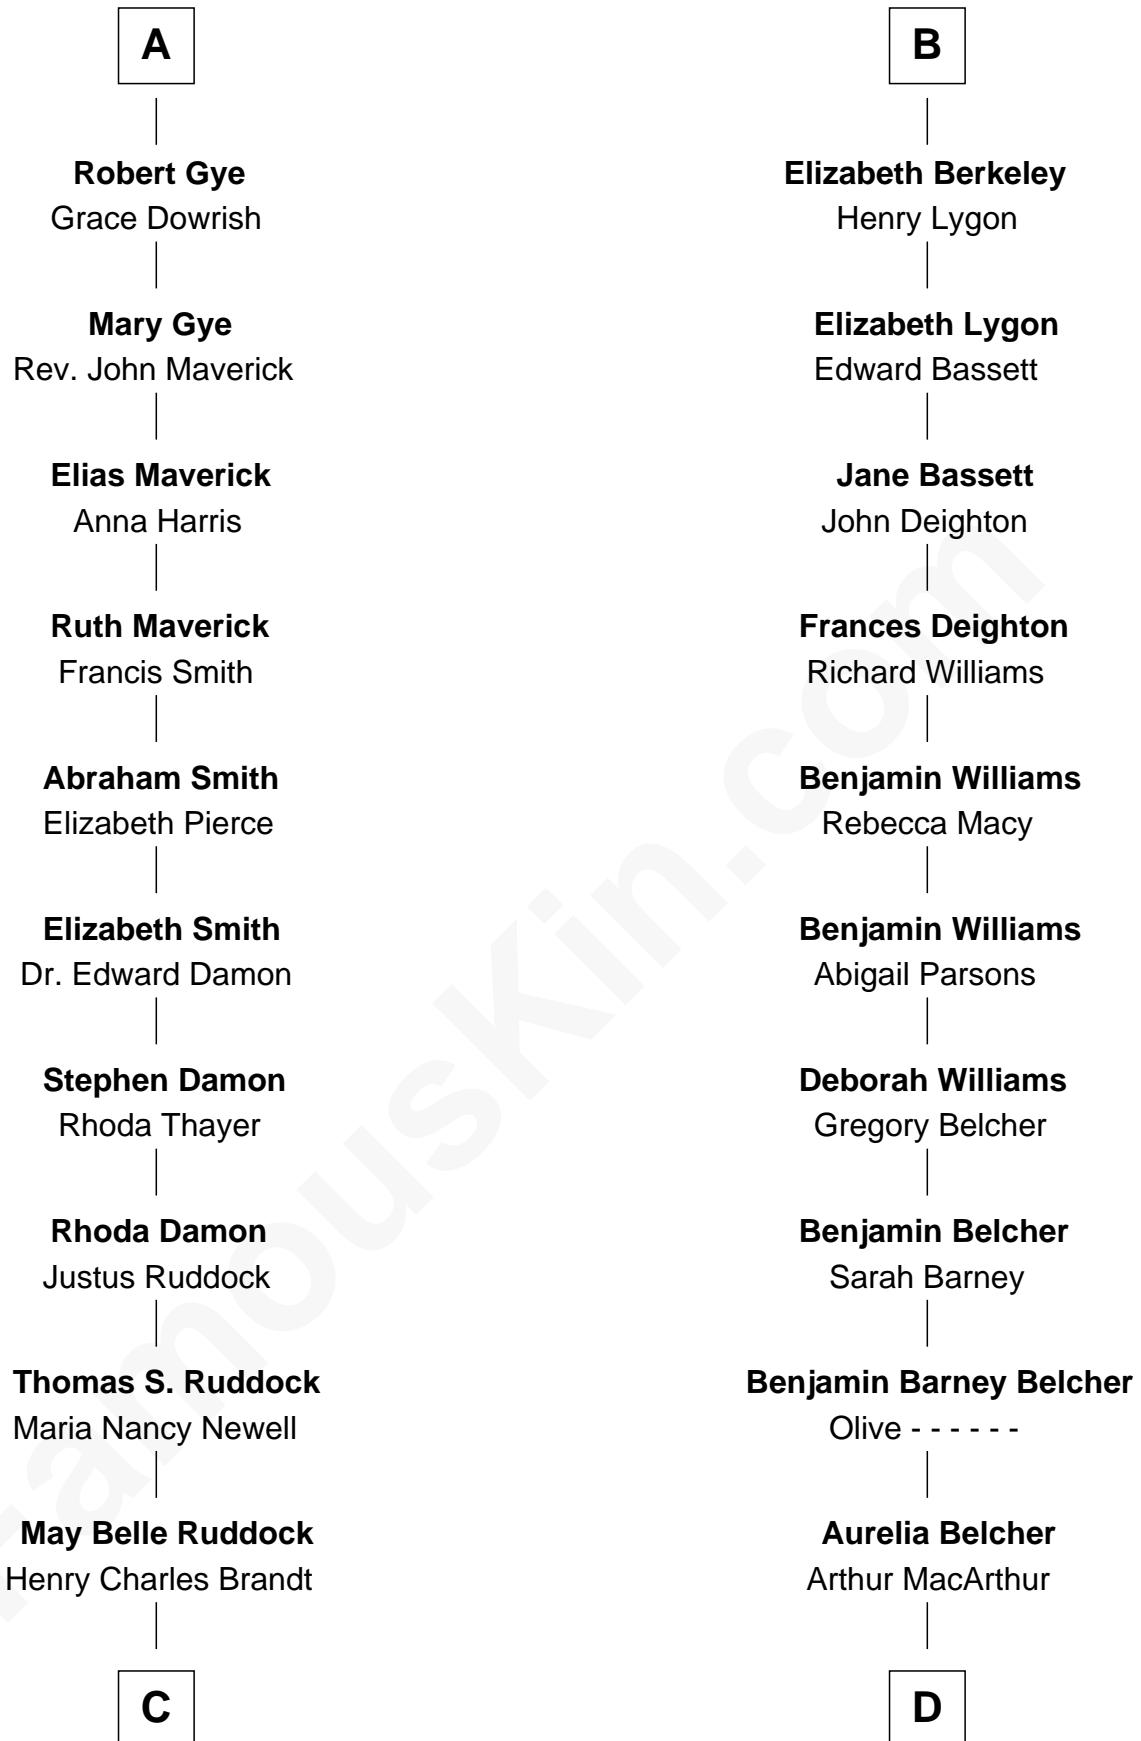 A
Robert Gye
Grace Dowrish
Mary Gye
Rev. John Maverick
Elias Maverick
Anna Harris
Ruth Maverick
Francis Smith
Abraham Smith
Elizabeth Pierce
Elizabeth Smith
Dr. Edward Damon
Stephen Damon
Rhoda Thayer
Rhoda Damon
Justus Ruddock
Thomas S. Ruddock
Maria Nancy Newell
May Belle Ruddock
Henry Charles Brandt
C
B
Elizabeth Berkeley
Henry Lygon
Elizabeth Lygon
Edward Bassett
Jane Bassett
John Deighton
Frances Deighton
Richard Williams
Benjamin Williams
Rebecca Macy
Benjamin Williams
Abigail Parsons
Deborah Williams
Gregory Belcher
Benjamin Belcher
Sarah Barney
Benjamin Barney Belcher
Olive - - - - - -
Aurelia Belcher
Arthur MacArthur
D
FamousKin.com